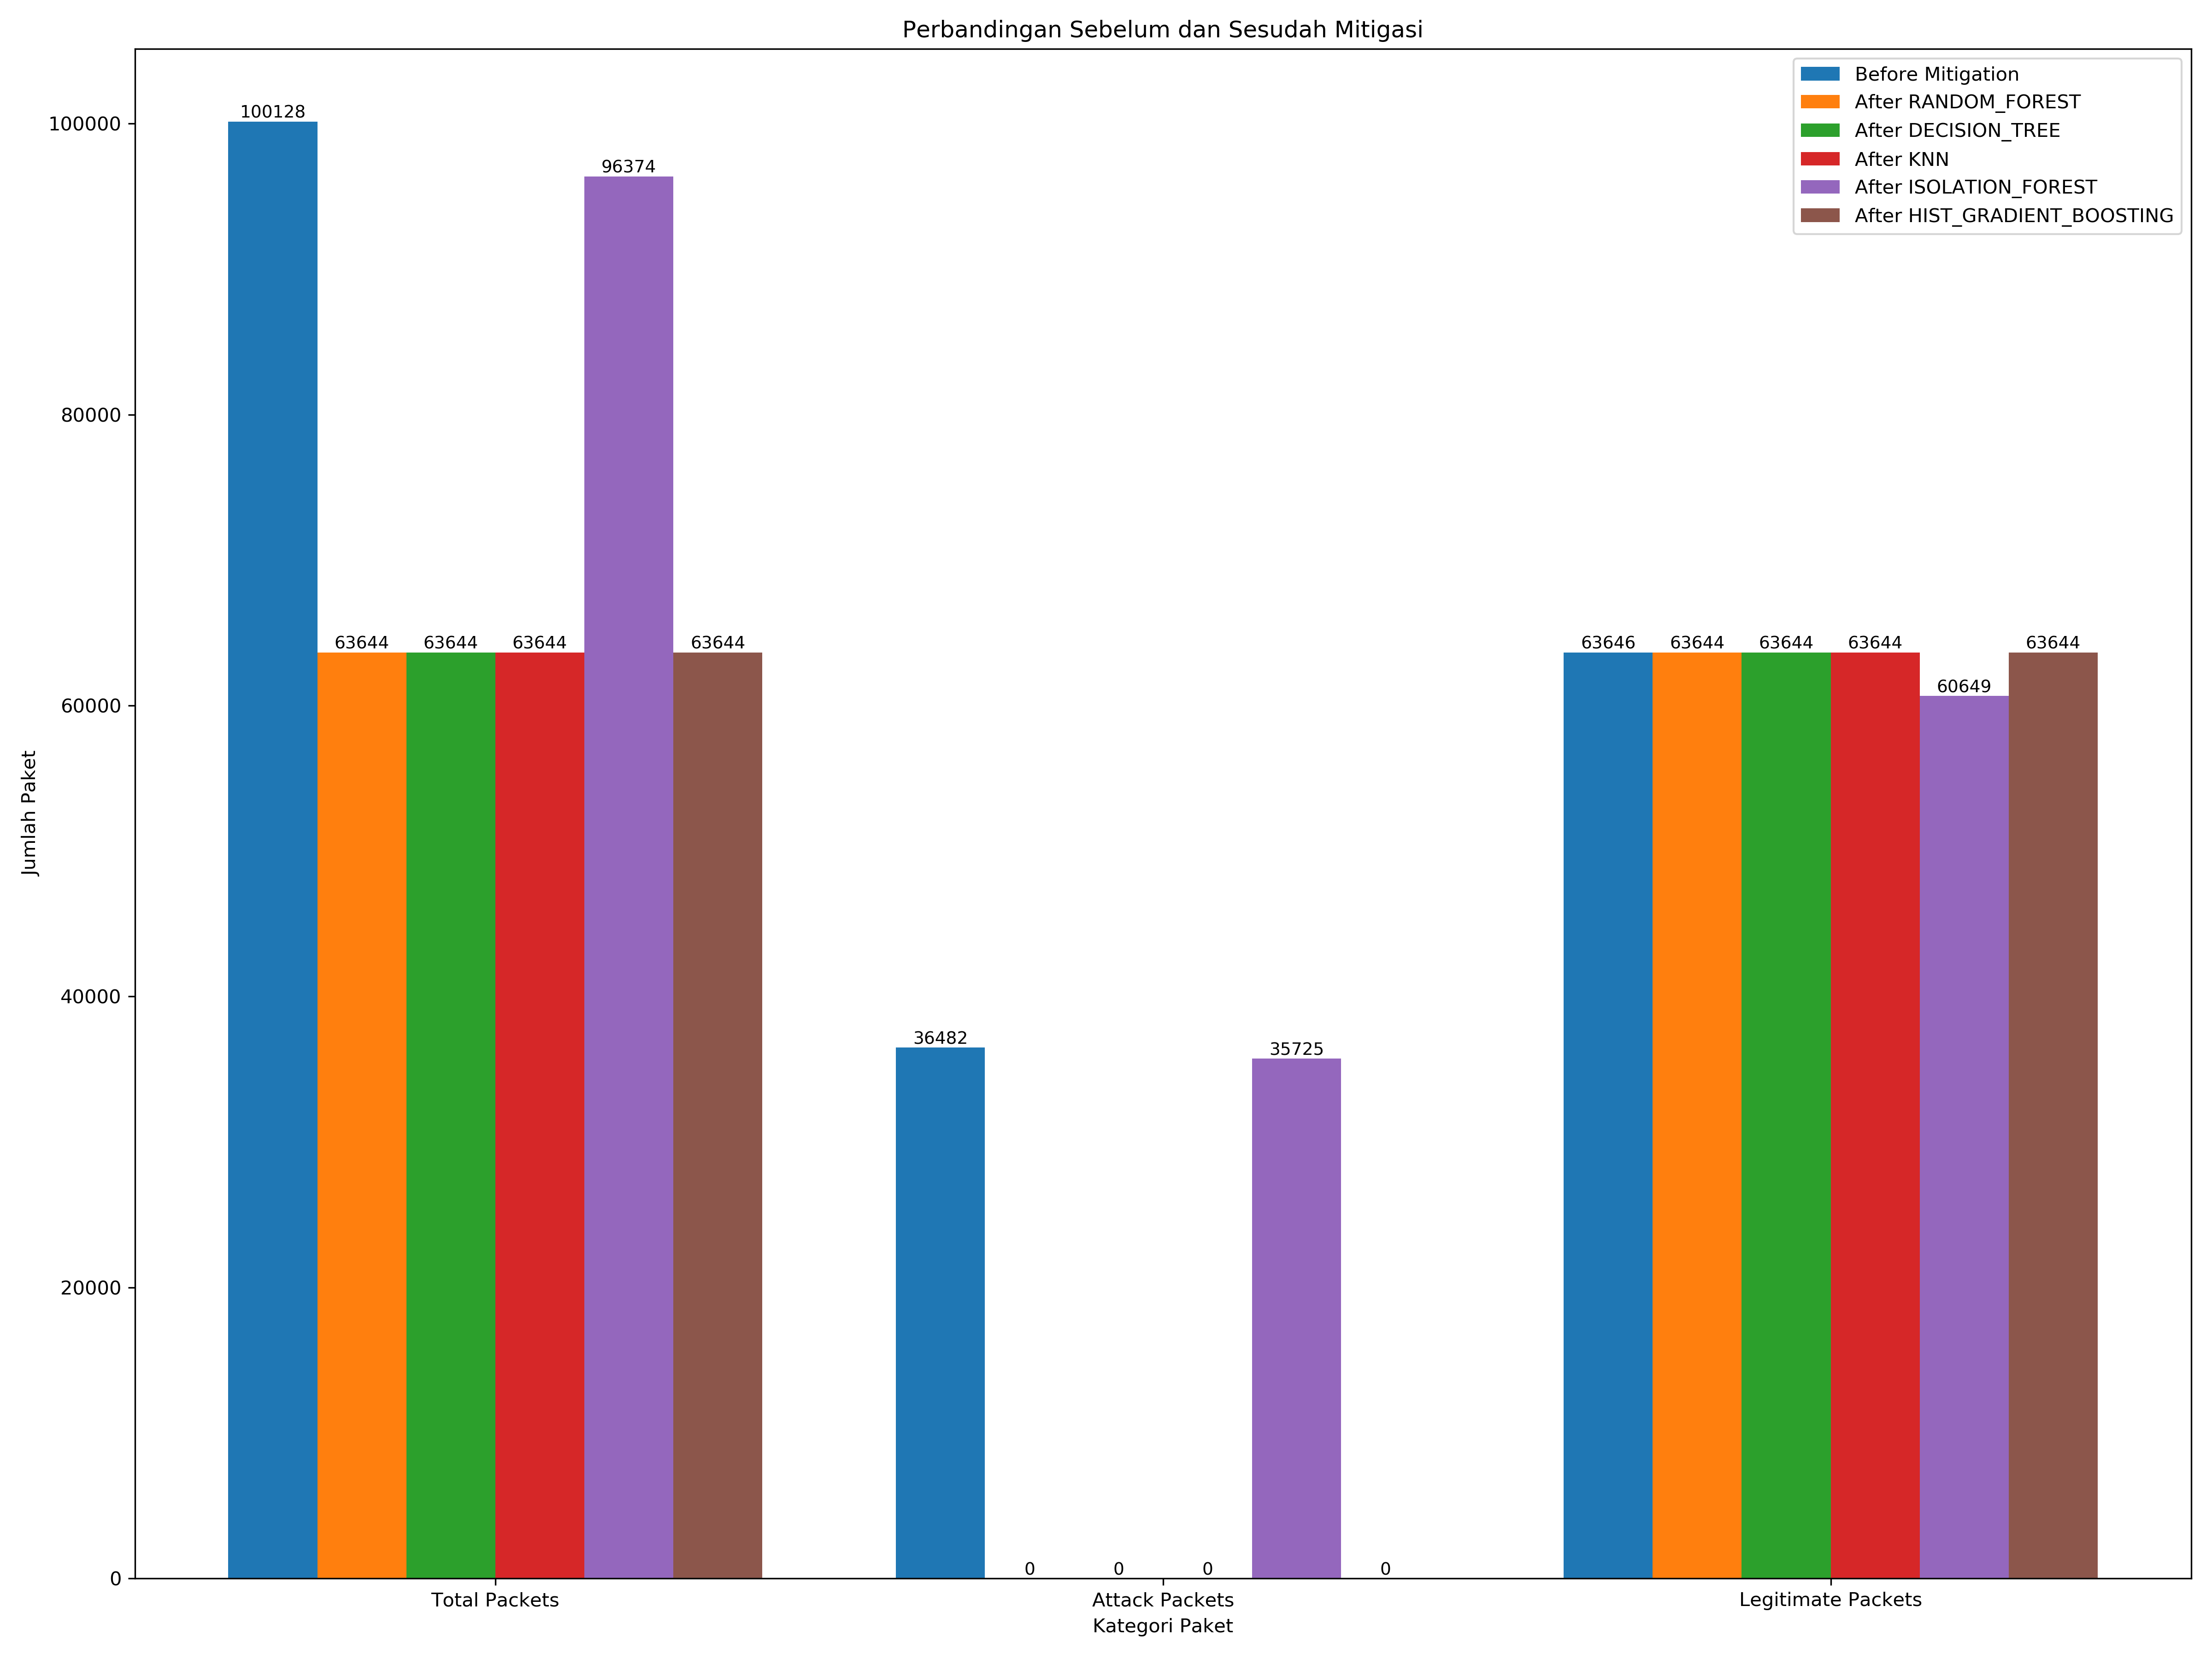 Perbandingan Sebelum dan Sesudah Mitigasi
Before Mitigation
After RANDOM_FOREST
After DECISION_TREE
After KNN
After ISOLATION_FOREST
After HIST_GRADIENT_BOOSTING
Jumlah Paket
100000
80000
60000
40000
20000
0
100128
63644
63644
63644
96374
63644
36482
0
0
0
35725
0
63646
63644
63644
63644
60649
63644
Total Packets
Attack Packets
Legitimate Packets
Kategori Paket